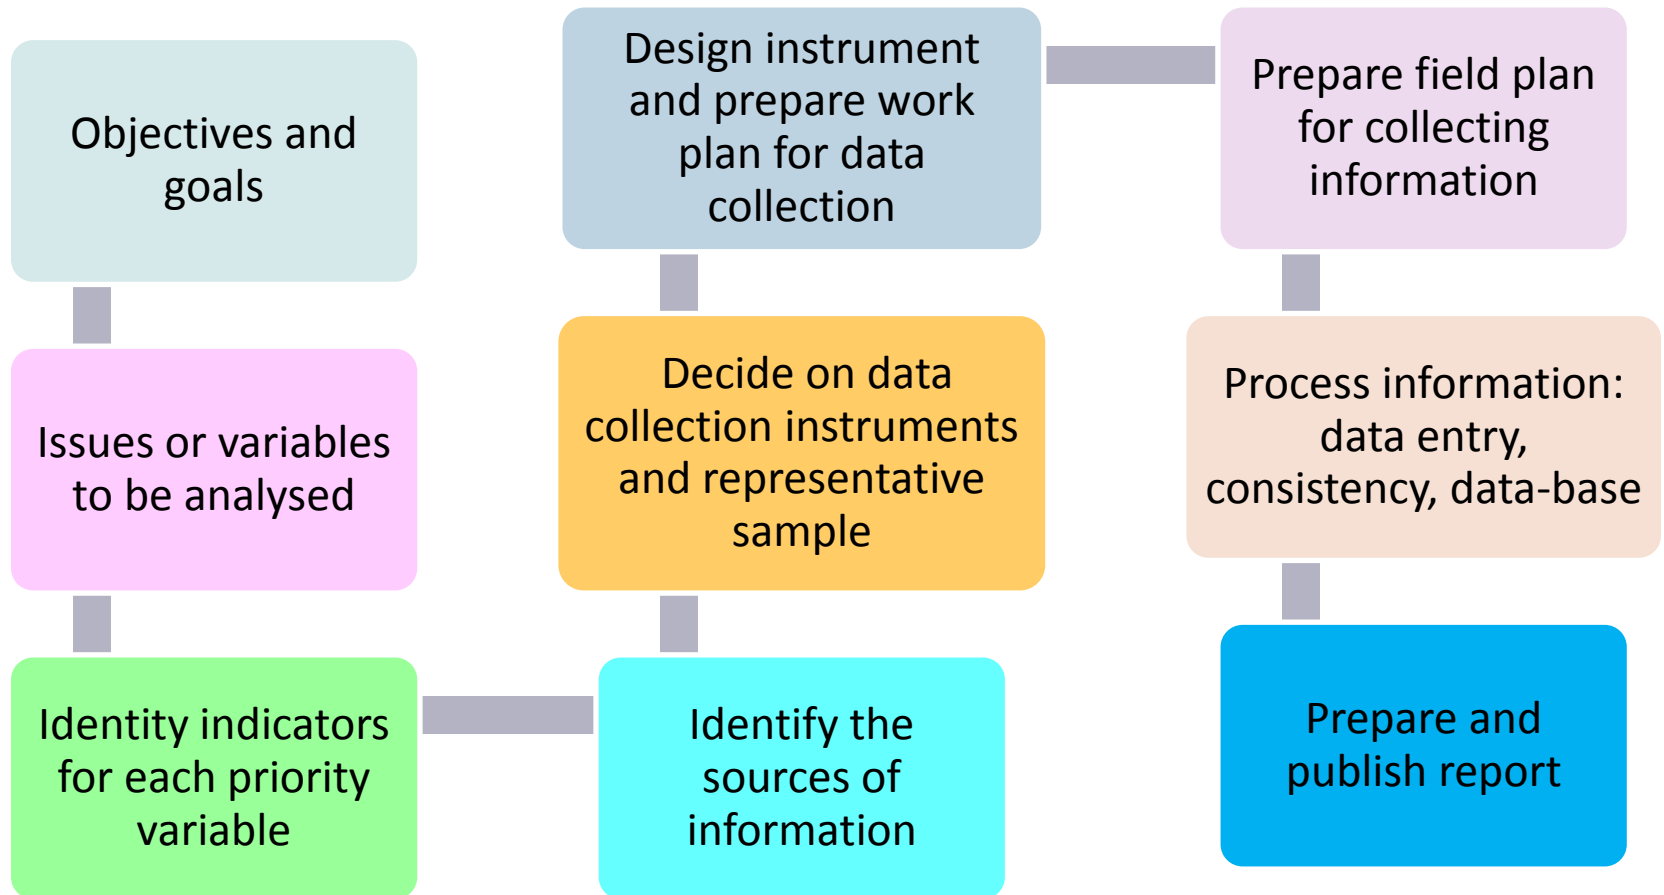 Objectives and
goals
Issues or variables
to be analysed
Identity indicators
for each priority
variable
Identify the
sources of
information
Decide on data
collection instruments
and representative
sample
Design instrument
and prepare work
plan for data
collection
Prepare field plan
for collecting
information
Process information:
data entry,
consistency, data-base
Prepare and
publish report